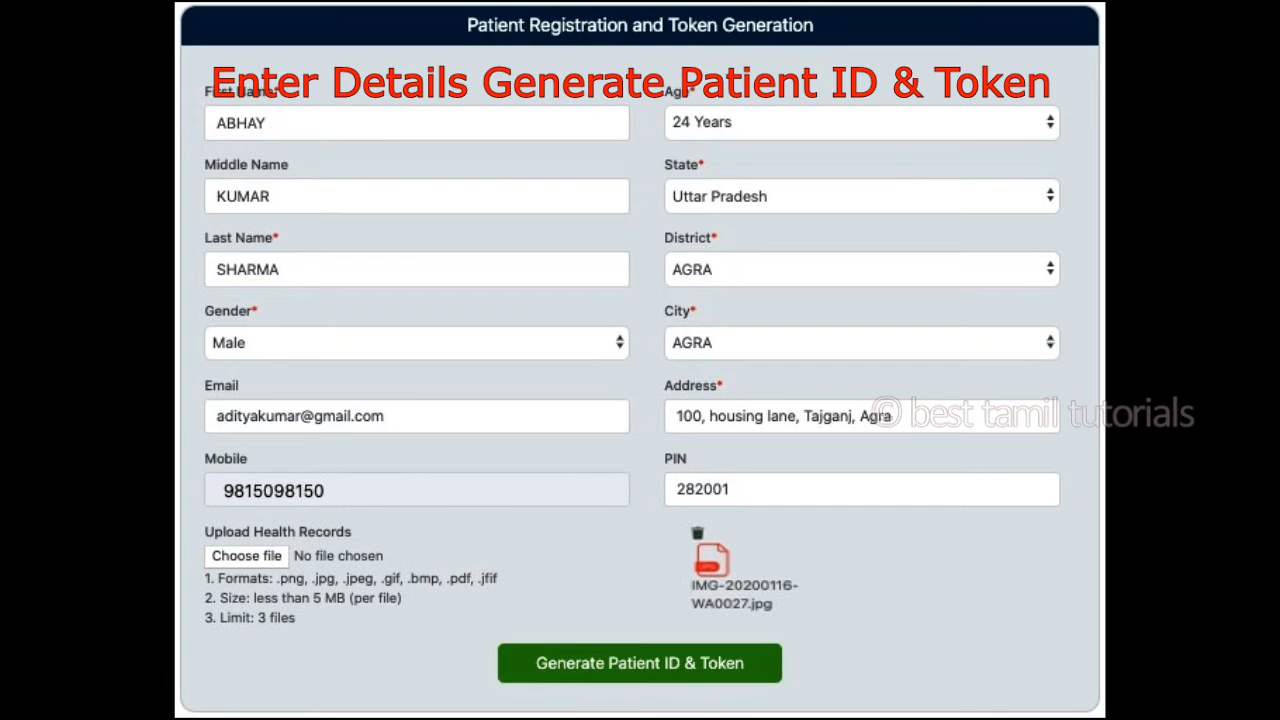 Patient Registration and Token Generation
Enter Details Generate Patient ID & Token
First Name*
Age*
ABHAY
24 Years
Middle Name
State*
KUMAR
Uttar Pradesh
Last Name*
District*
SHARMA
AGRA
Gender*
City*
Male
AGRA
Email
Address*
adityakumar@gmail.com
100, housing lane, Tajganj, Agra
© best tamil tutorials
Mobile
PIN
9815098150
282001
Upload Health Records
Choose file No file chosen
1. Formats: .png, .jpg, .jpeg, .gif, .bmp, .pdf, .jfif
2. Size: less than 5 MB (per file)
3. Limit: 3 files
IMG-20200116-
WA0027.jpg
Generate Patient ID & Token